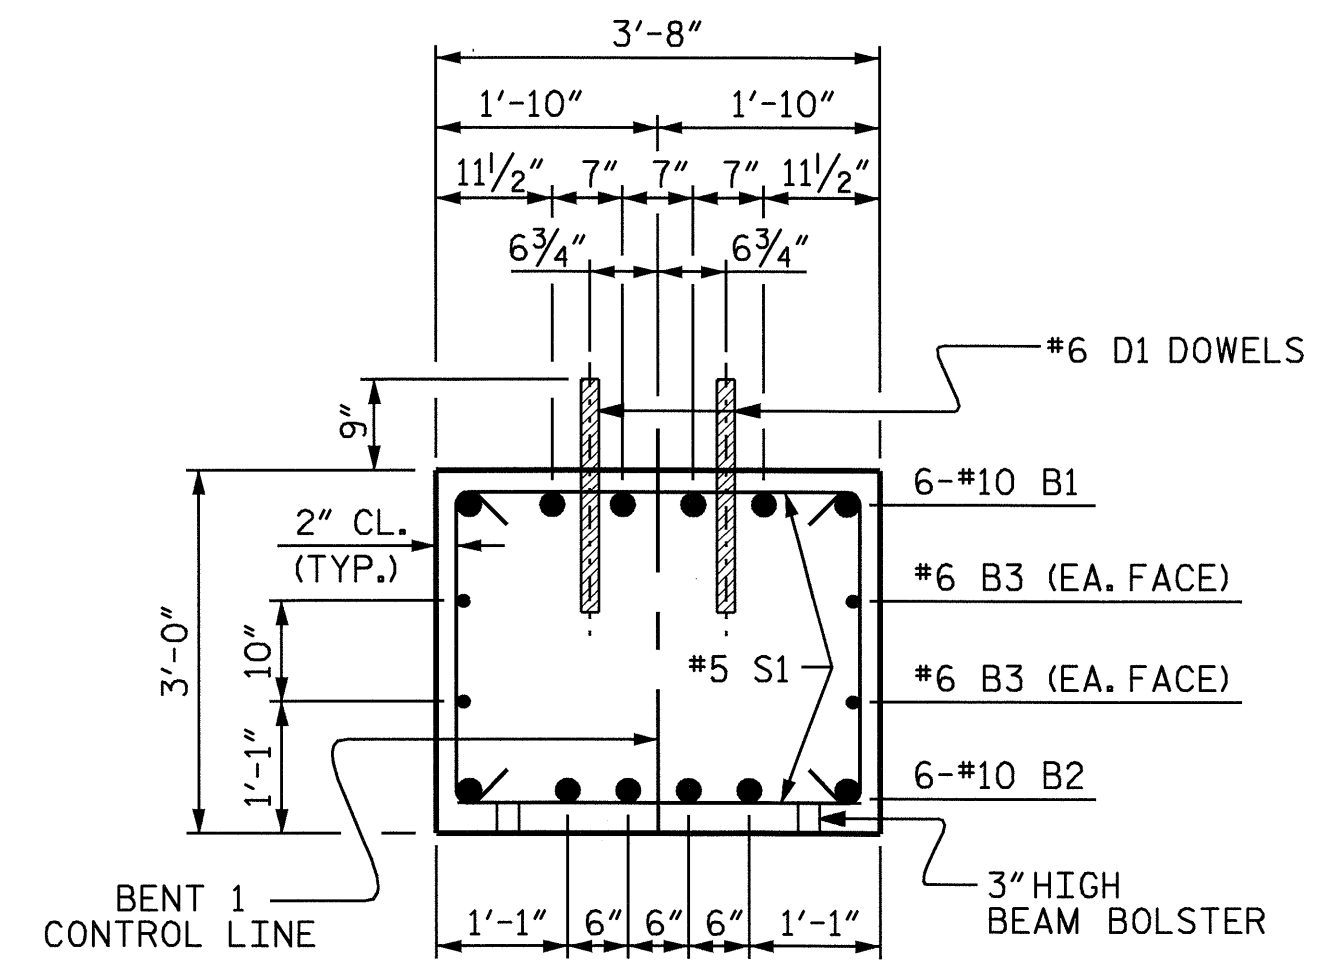 3'-8"
1'-10" 1'-10"
11 1/2" 7" 7" 7" 11 1/2"
6 3/4" 6 3/4"
#6 D1 DOWELS
9"
6-#10 B1
2" CL.
(TYP.)
#6 B3 (EA. FACE)
3'-0"
10"
#5 S1
#6 B3 (EA. FACE)
1'-1"
6-#10 B2
BENT 1
CONTROL LINE
3" HIGH
BEAM BOLSTER
1'-1" 6" 6" 6" 1'-1"